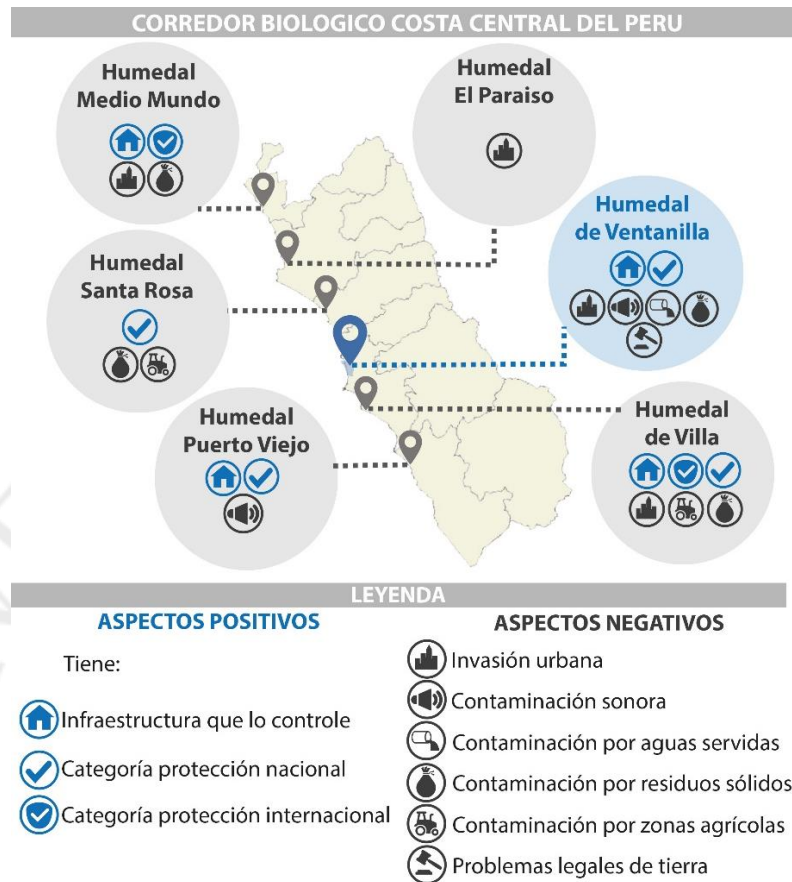 CORREDOR BIOLOGICO COSTA CENTRAL DEL PERU
Humedal
Medio Mundo
Humedal
El Paraiso
Humedal
de Ventanilla
Humedal
Santa Rosa
Humedal
Puerto Viejo
Humedal
de Villa
LEYENDA
ASPECTOS POSITIVOS
Tiene:
Infraestructura que lo controle
Categoría protección nacional
Categoría protección internacional
ASPECTOS NEGATIVOS
Invasión urbana
Contaminación sonora
Contaminación por aguas servidas
Contaminación por residuos sólidos
Contaminación por zonas agrícolas
Problemas legales de tierra